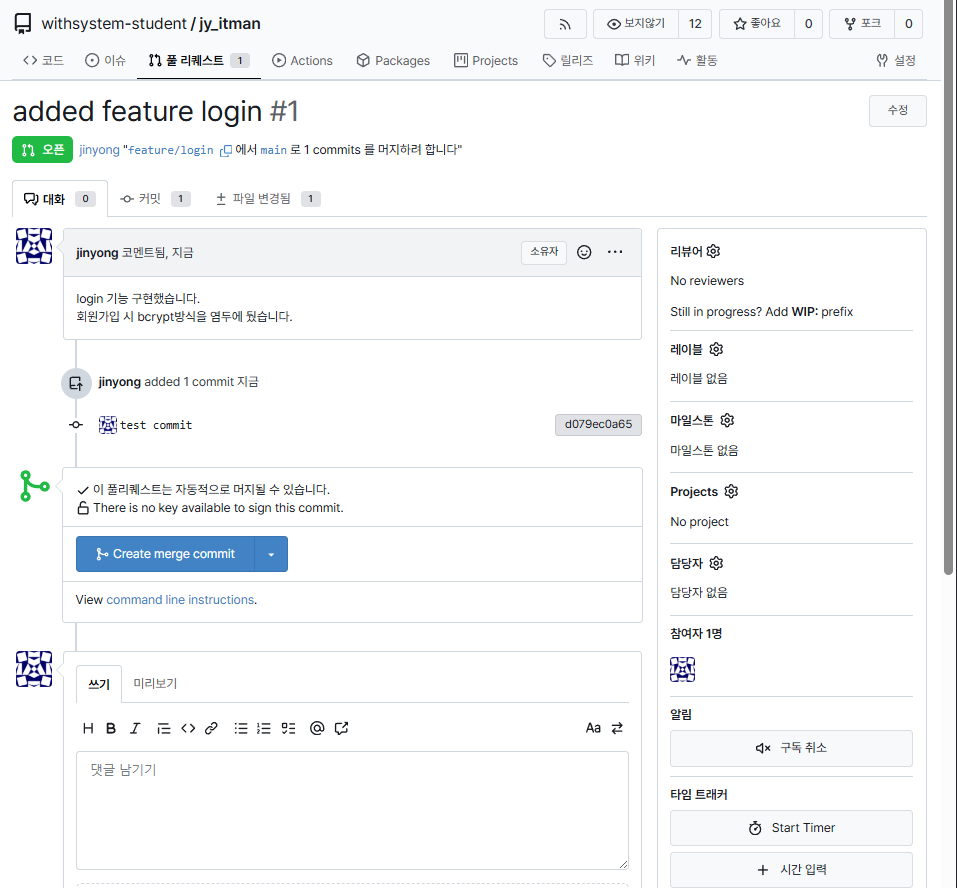 withsystem-student / jy_itman
보지않기 12 좋아요 0 포크 0
코드 이슈 풀 리퀘스트 1 Actions Packages Projects 릴리즈 위키 활동 설정
added feature login #1
수정
오픈 jinyong "feature/login 에서 main 로 1 commits 를 머지하려 합니다"
대화 0 커밋 1 파일 변경됨 1
jinyong 코멘트됨, 지금 소유자
login 기능 구현했습니다.
회원가입 시 bcrypt방식을 염두에 뒀습니다.
jinyong added 1 commit 지금
test commit d079ec0a65
이 풀리퀘스트는 자동적으로 머지될 수 있습니다.
There is no key available to sign this commit.
Create merge commit
View command line instructions.
쓰기 미리보기
H B I Aa
댓글 남기기
리뷰어
No reviewers
Still in progress? Add WIP: prefix
레이블
레이블 없음
마일스톤
마일스톤 없음
Projects
No project
담당자
담당자 없음
참여자 1명
알림
구독 취소
타임 트래커
Start Timer
시간 입력